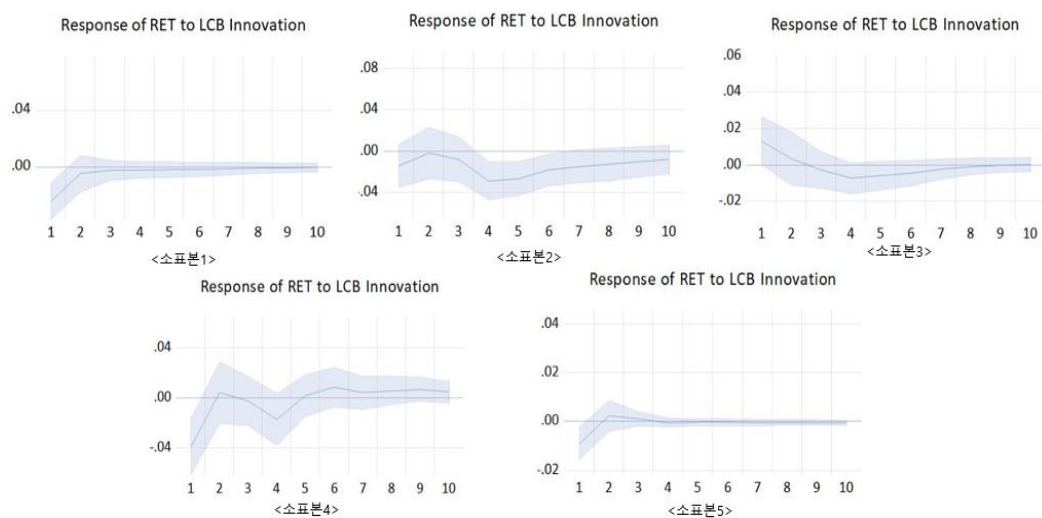 Response of RET to LCB Innovation
.04
.00
1 2 3 4 5 6 7 8 9 10
<소표본1>
Response of RET to LCB Innovation
.08
.04
.00
-.04
1 2 3 4 5 6 7 8 9 10
<소표본2>
Response of RET to LCB Innovation
.06
.04
.02
.00
-.02
1 2 3 4 5 6 7 8 9 10
<소표본3>
Response of RET to LCB Innovation
.04
.00
-.04
1 2 3 4 5 6 7 8 9 10
<소표본4>
Response of RET to LCB Innovation
.04
.02
.00
-.02
1 2 3 4 5 6 7 8 9 10
<소표본5>